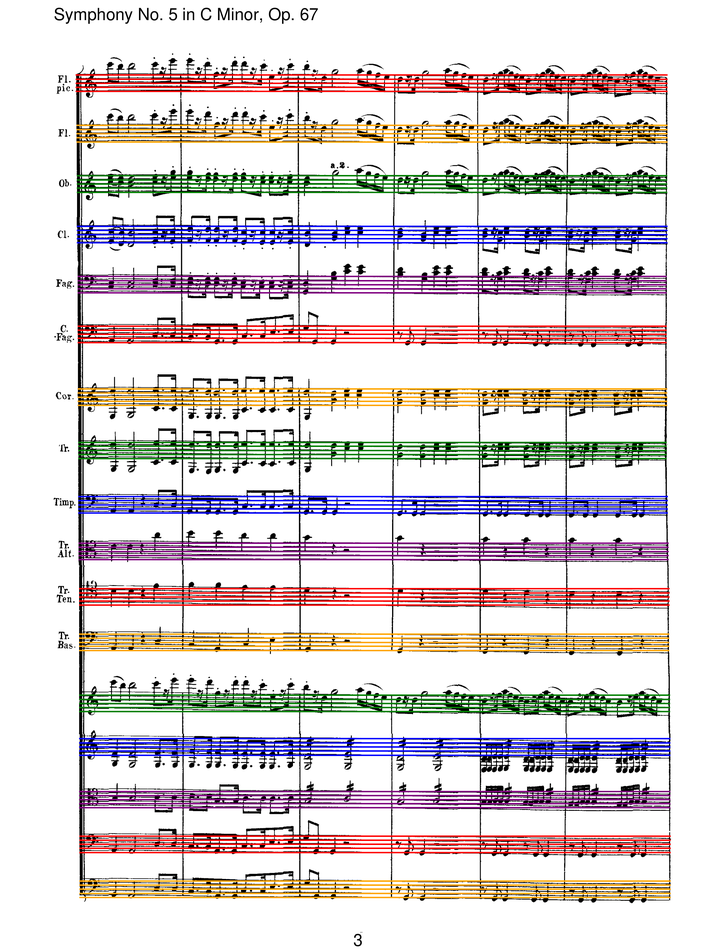 Symphony No. 5 in C Minor, Op. 67
Fl.
pic.
Fl.
a.2.
Ob.
Cl.
Fag.
C.
Fag.
Cor.
Tr.
Timp.
Tr.
Alt.
Tr.
Ten.
Tr.
Bas.
3